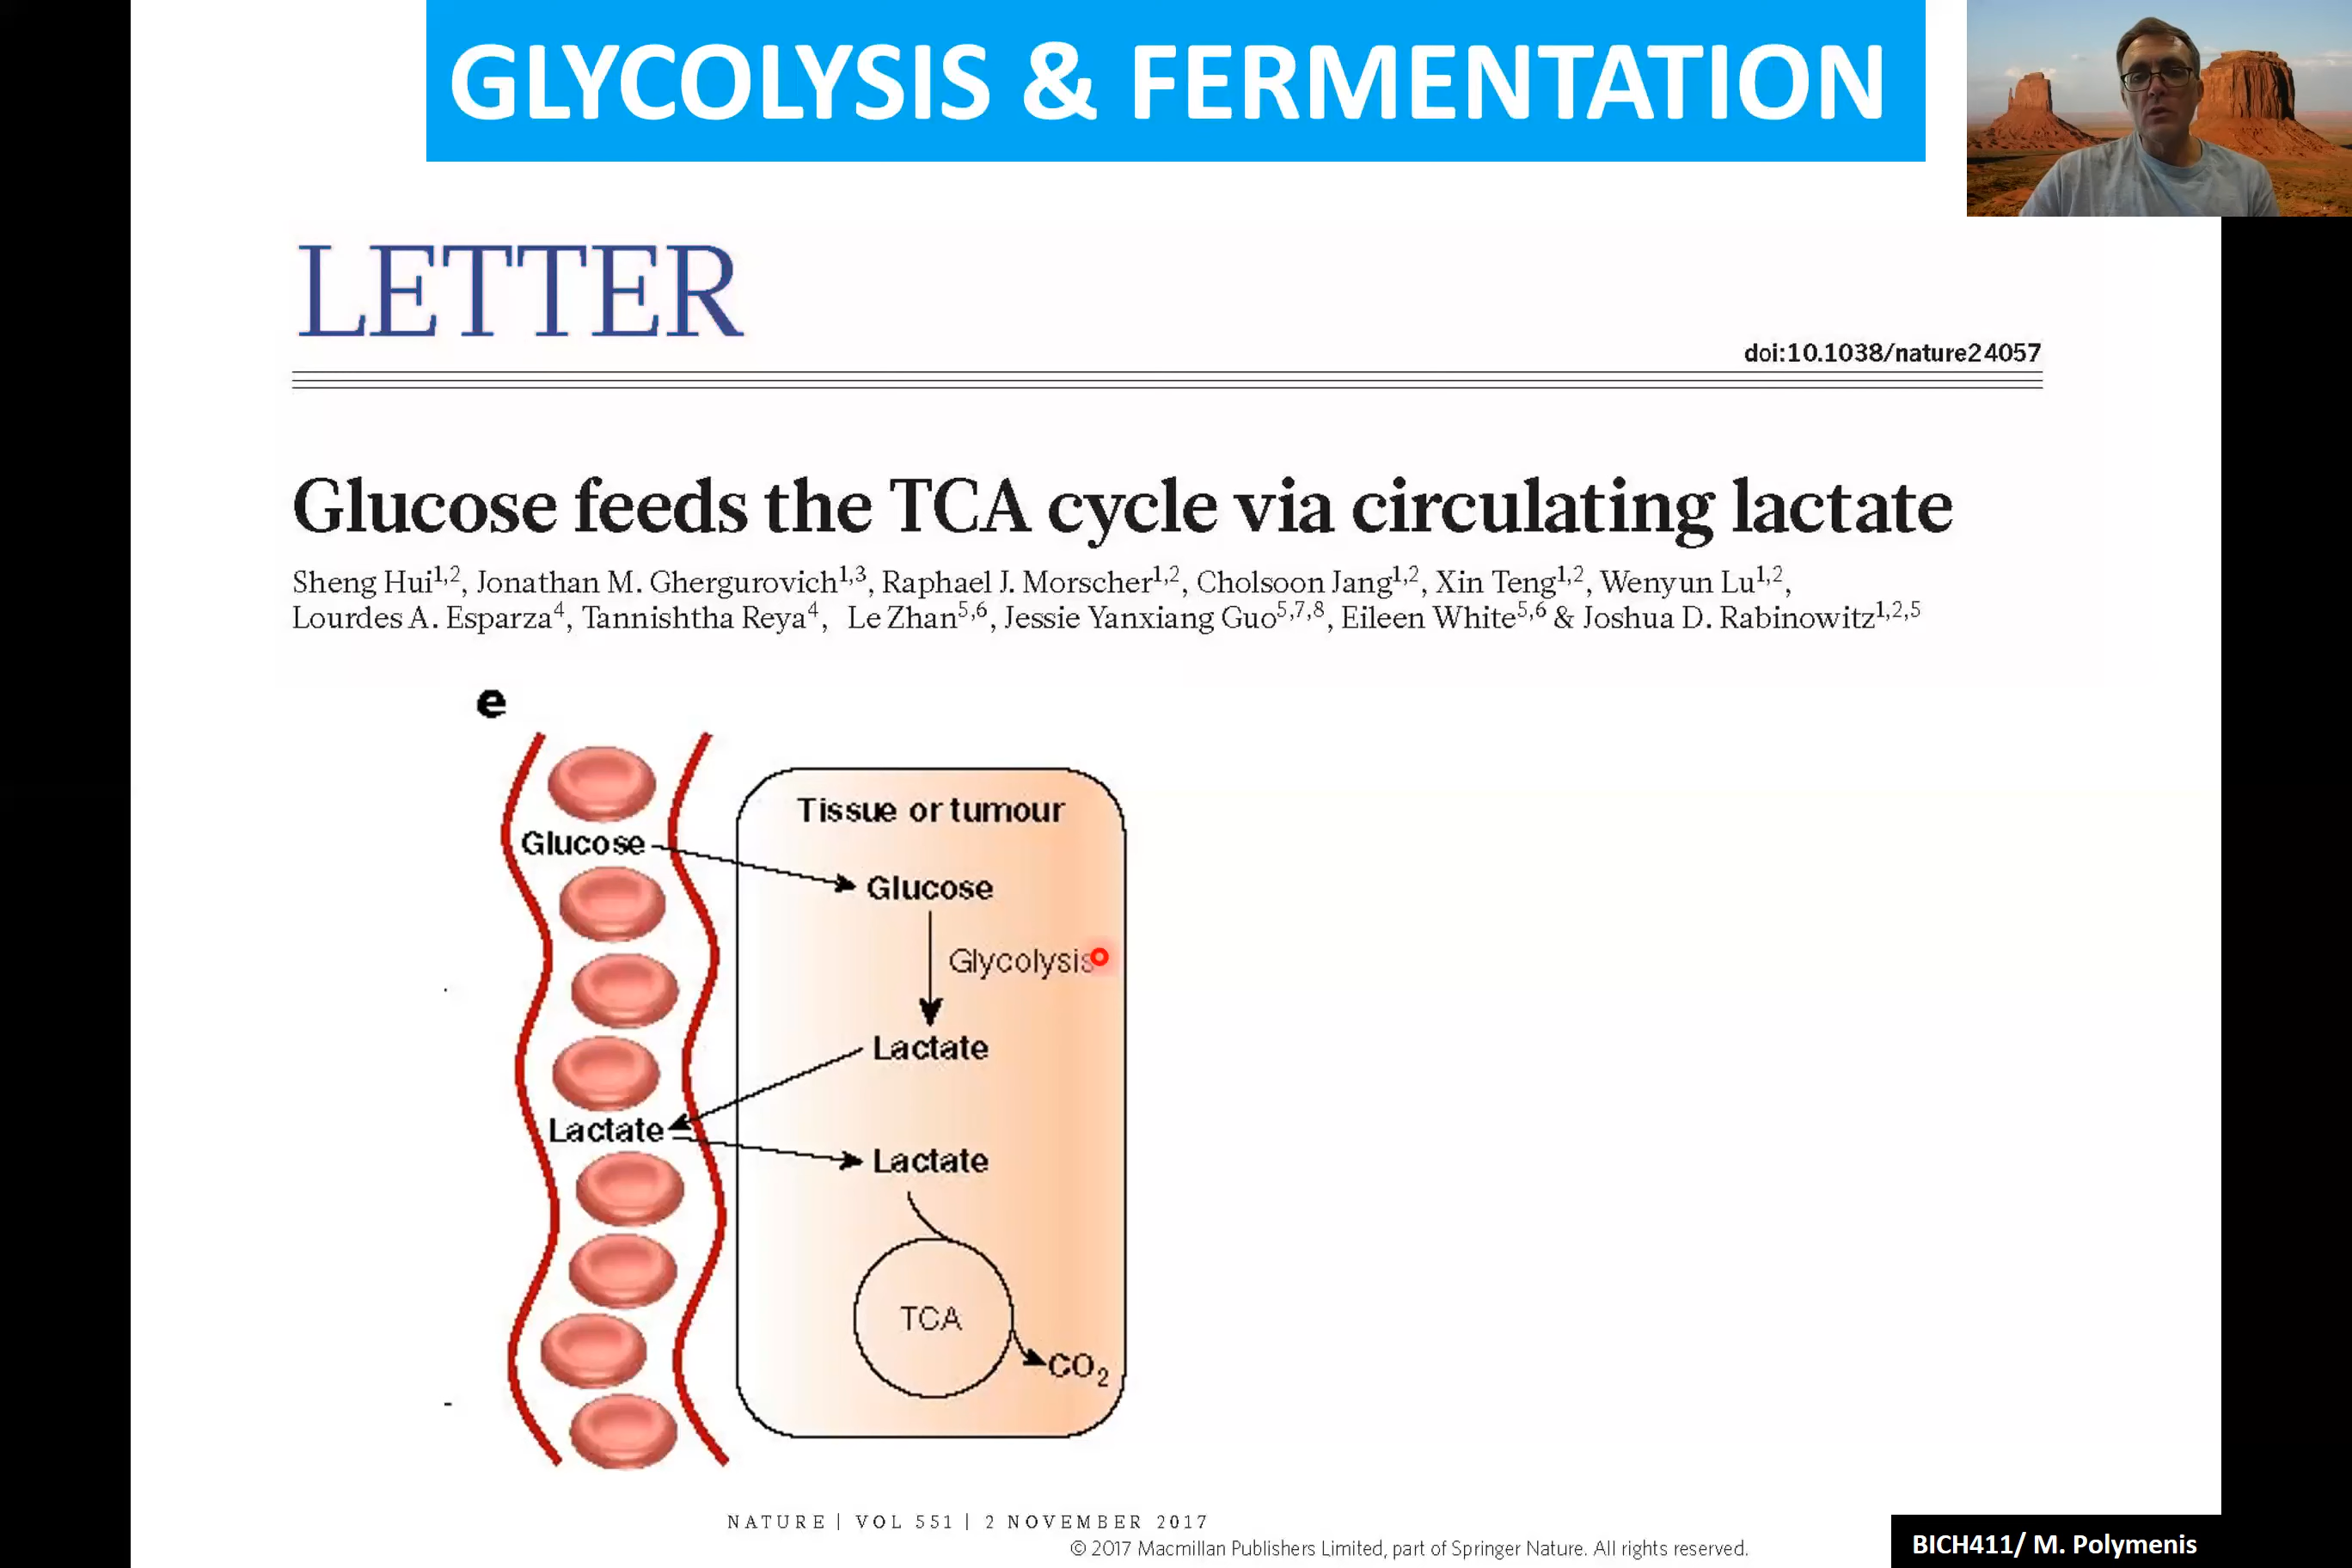 GLYCOLYSIS & FERMENTATION
LETTER
doi:10.1038/nature24057
Glucose feeds the TCA cycle via circulating lactate
Sheng Hui1,2, Jonathan M. Ghergurovich1,3, Raphael J. Morscher1,2, Cholsoon Jang1,2, Xin Teng1,2, Wenyun Lu1,2,
Lourdes A. Esparza4, Tannishtha Reya4, Le Zhan5,6, Jessie Yanxiang Guo5,7,8, Eileen White5,6 & Joshua D. Rabinowitz1,2,5
e
Tissue or tumour
Glucose
Glucose
Glycolysis
Lactate
Lactate
Lactate
TCA
CO2
NATURE | VOL 551 | 2 NOVEMBER 2017
© 2017 Macmillan Publishers Limited, part of Springer Nature. All rights reserved.
BICH411/ M. Polymenis